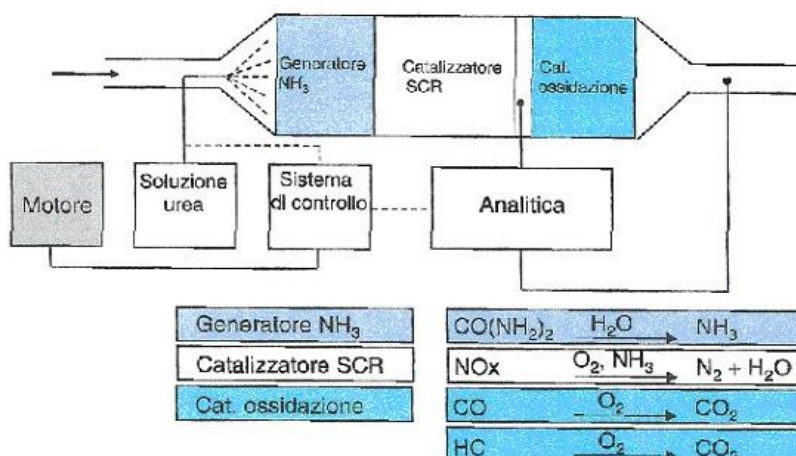 Generatore
NH₃
Catalizzatore
SCR
Cat.
ossidazione
Motore
Soluzione
urea
Sistema
di controllo
Analitica
Generatore NH₃
CO(NH₂)₂ H₂O NH₃
Catalizzatore SCR
NOx O₂, NH₃ N₂ + H₂O
Cat. ossidazione
CO O₂ CO₂
HC O₂ CO₂